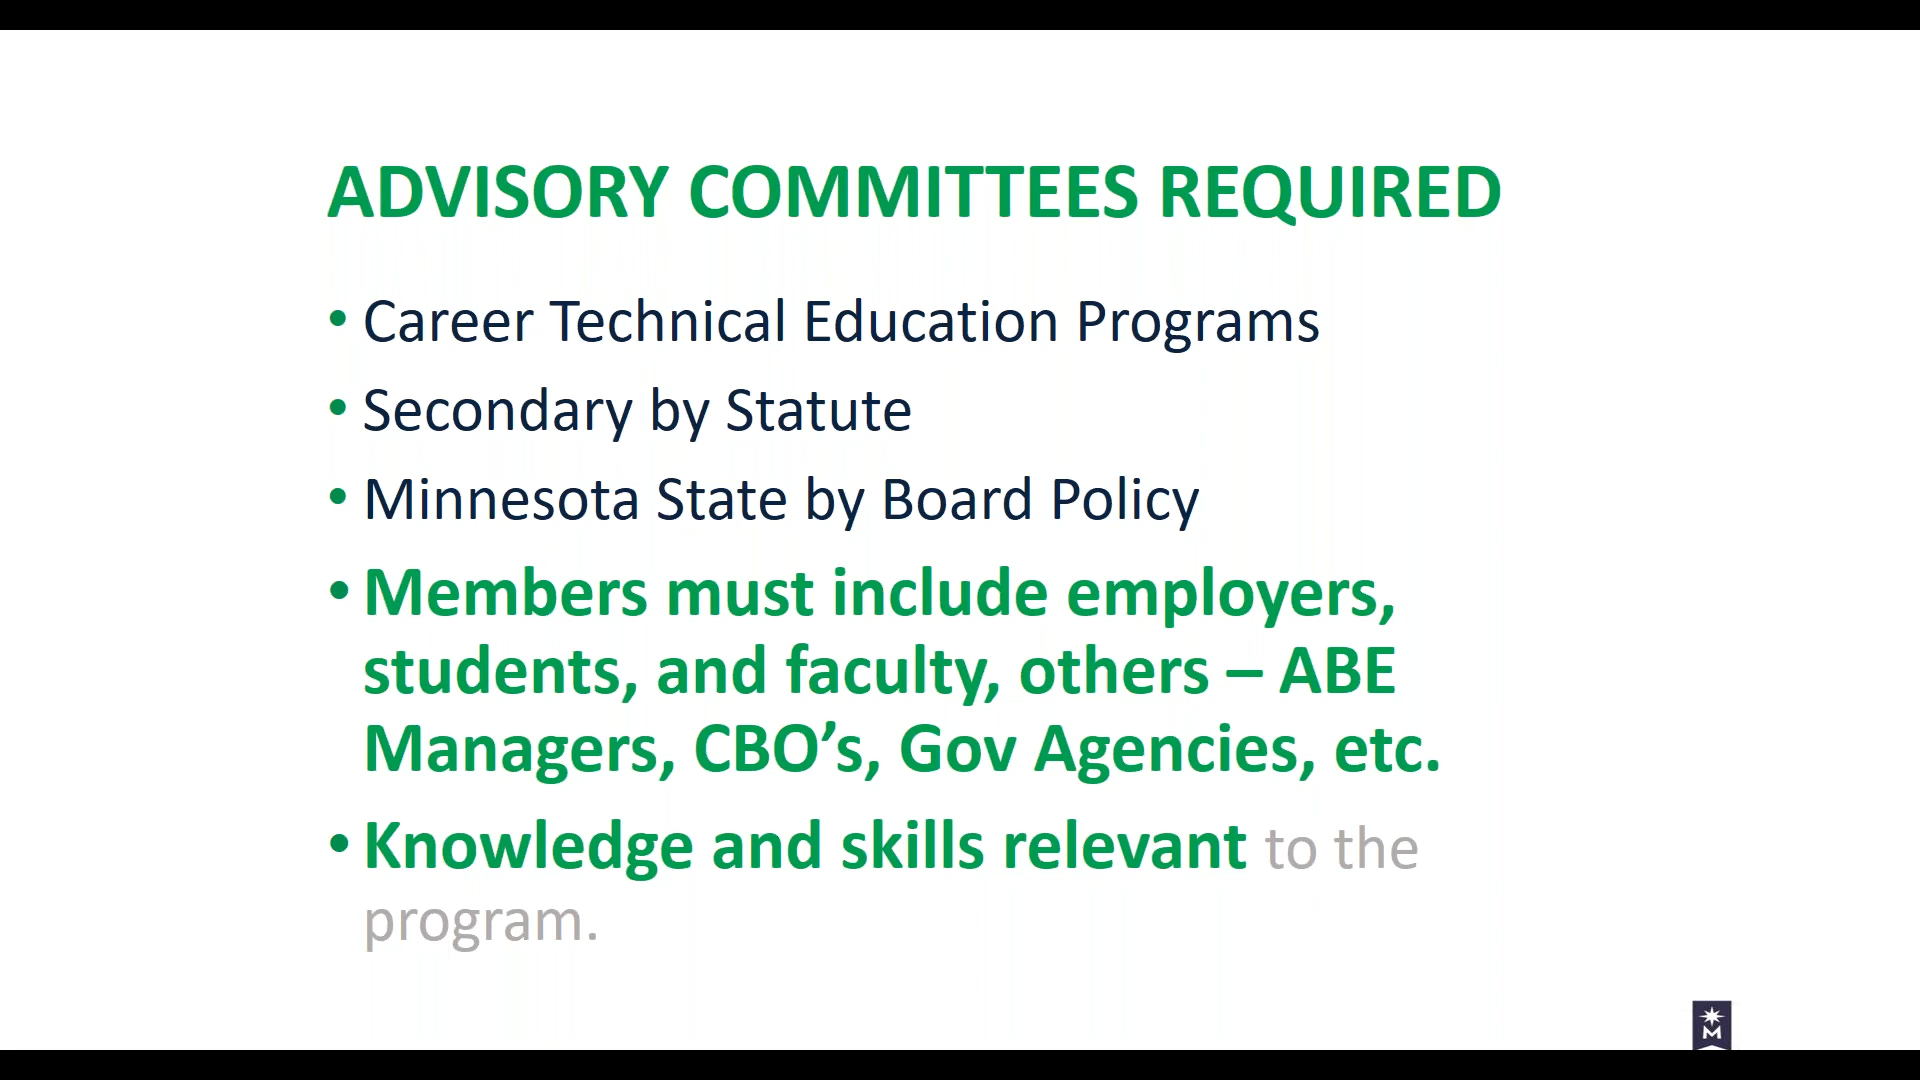 ADVISORY COMMITTEES REQUIRED
• Career Technical Education Programs
• Secondary by Statute
• Minnesota State by Board Policy
• Members must include employers,
students, and faculty, others – ABE
Managers, CBO’s, Gov Agencies, etc.
• Knowledge and skills relevant to the
program.
M